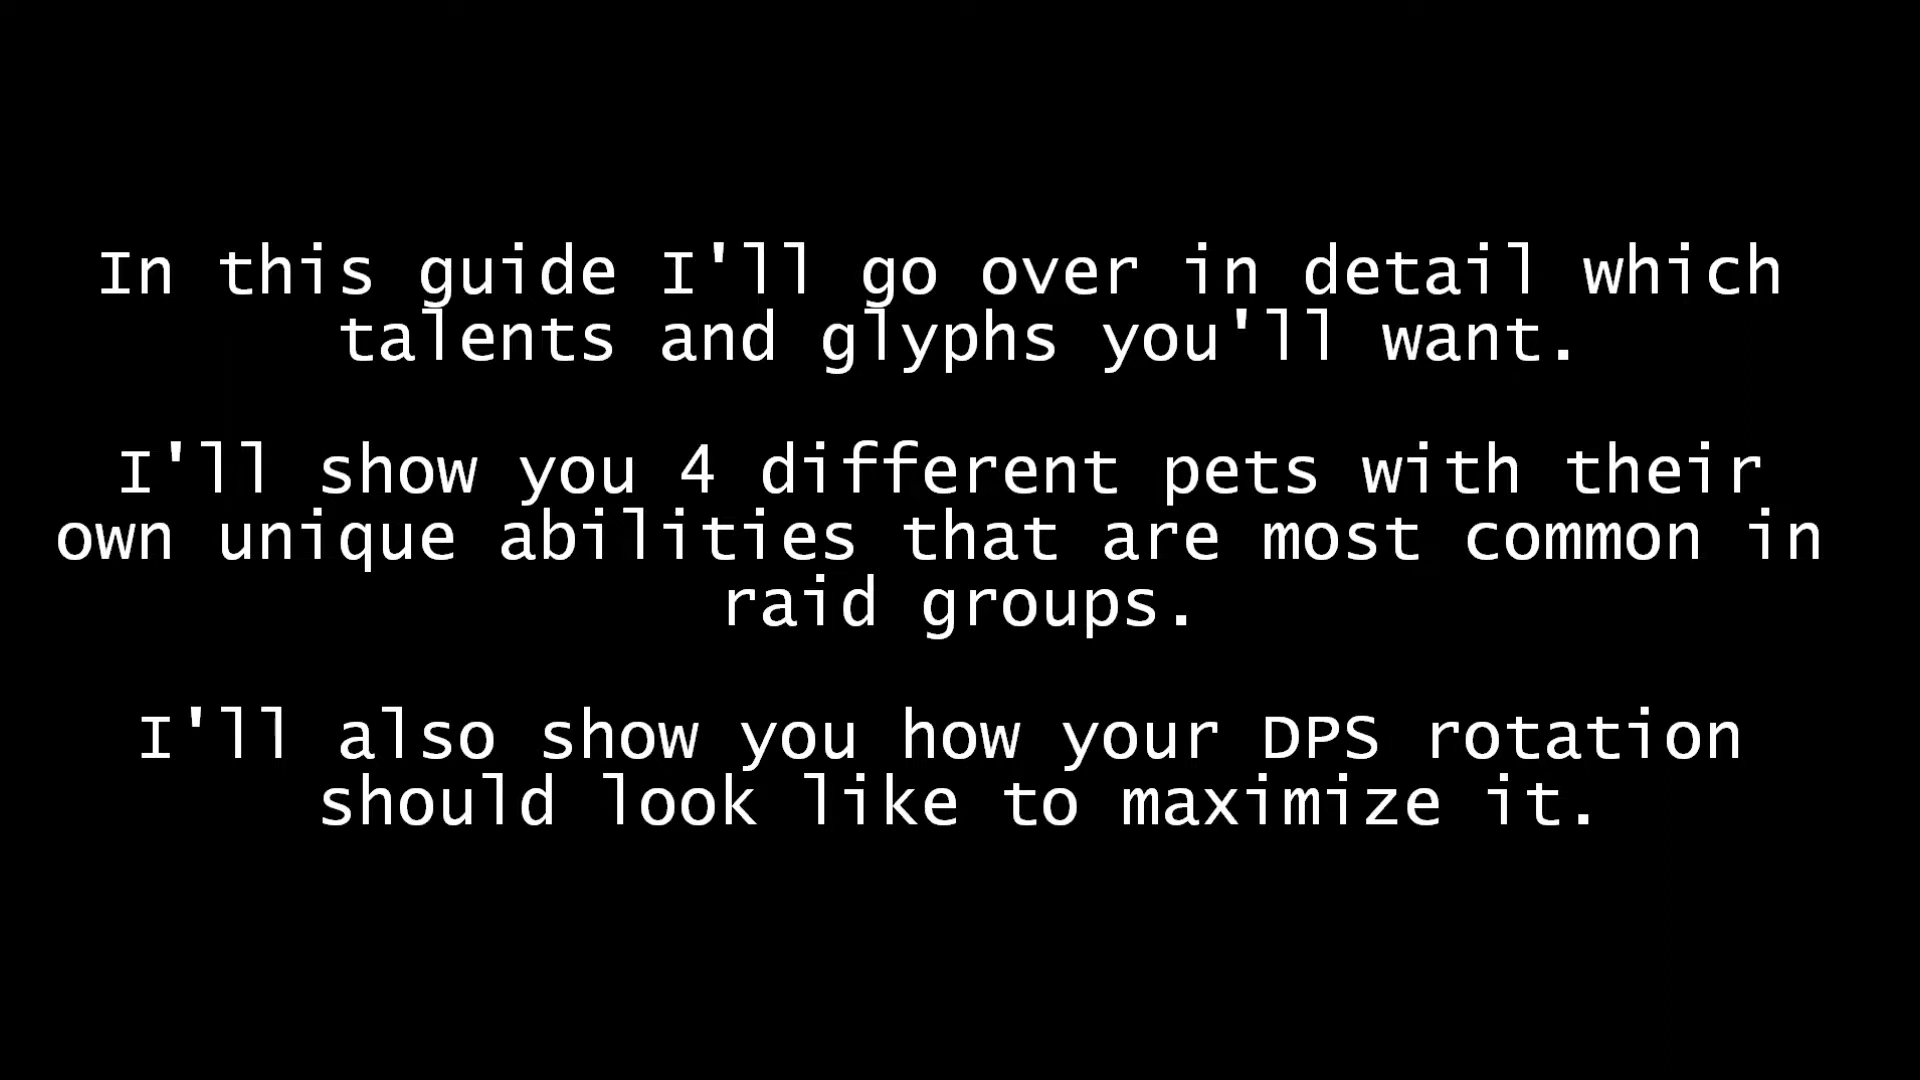 In this guide I'll go over in detail which
talents and glyphs you'll want.
I'll show you 4 different pets with their
own unique abilities that are most common in
raid groups.
I'll also show you how your DPS rotation
should look like to maximize it.